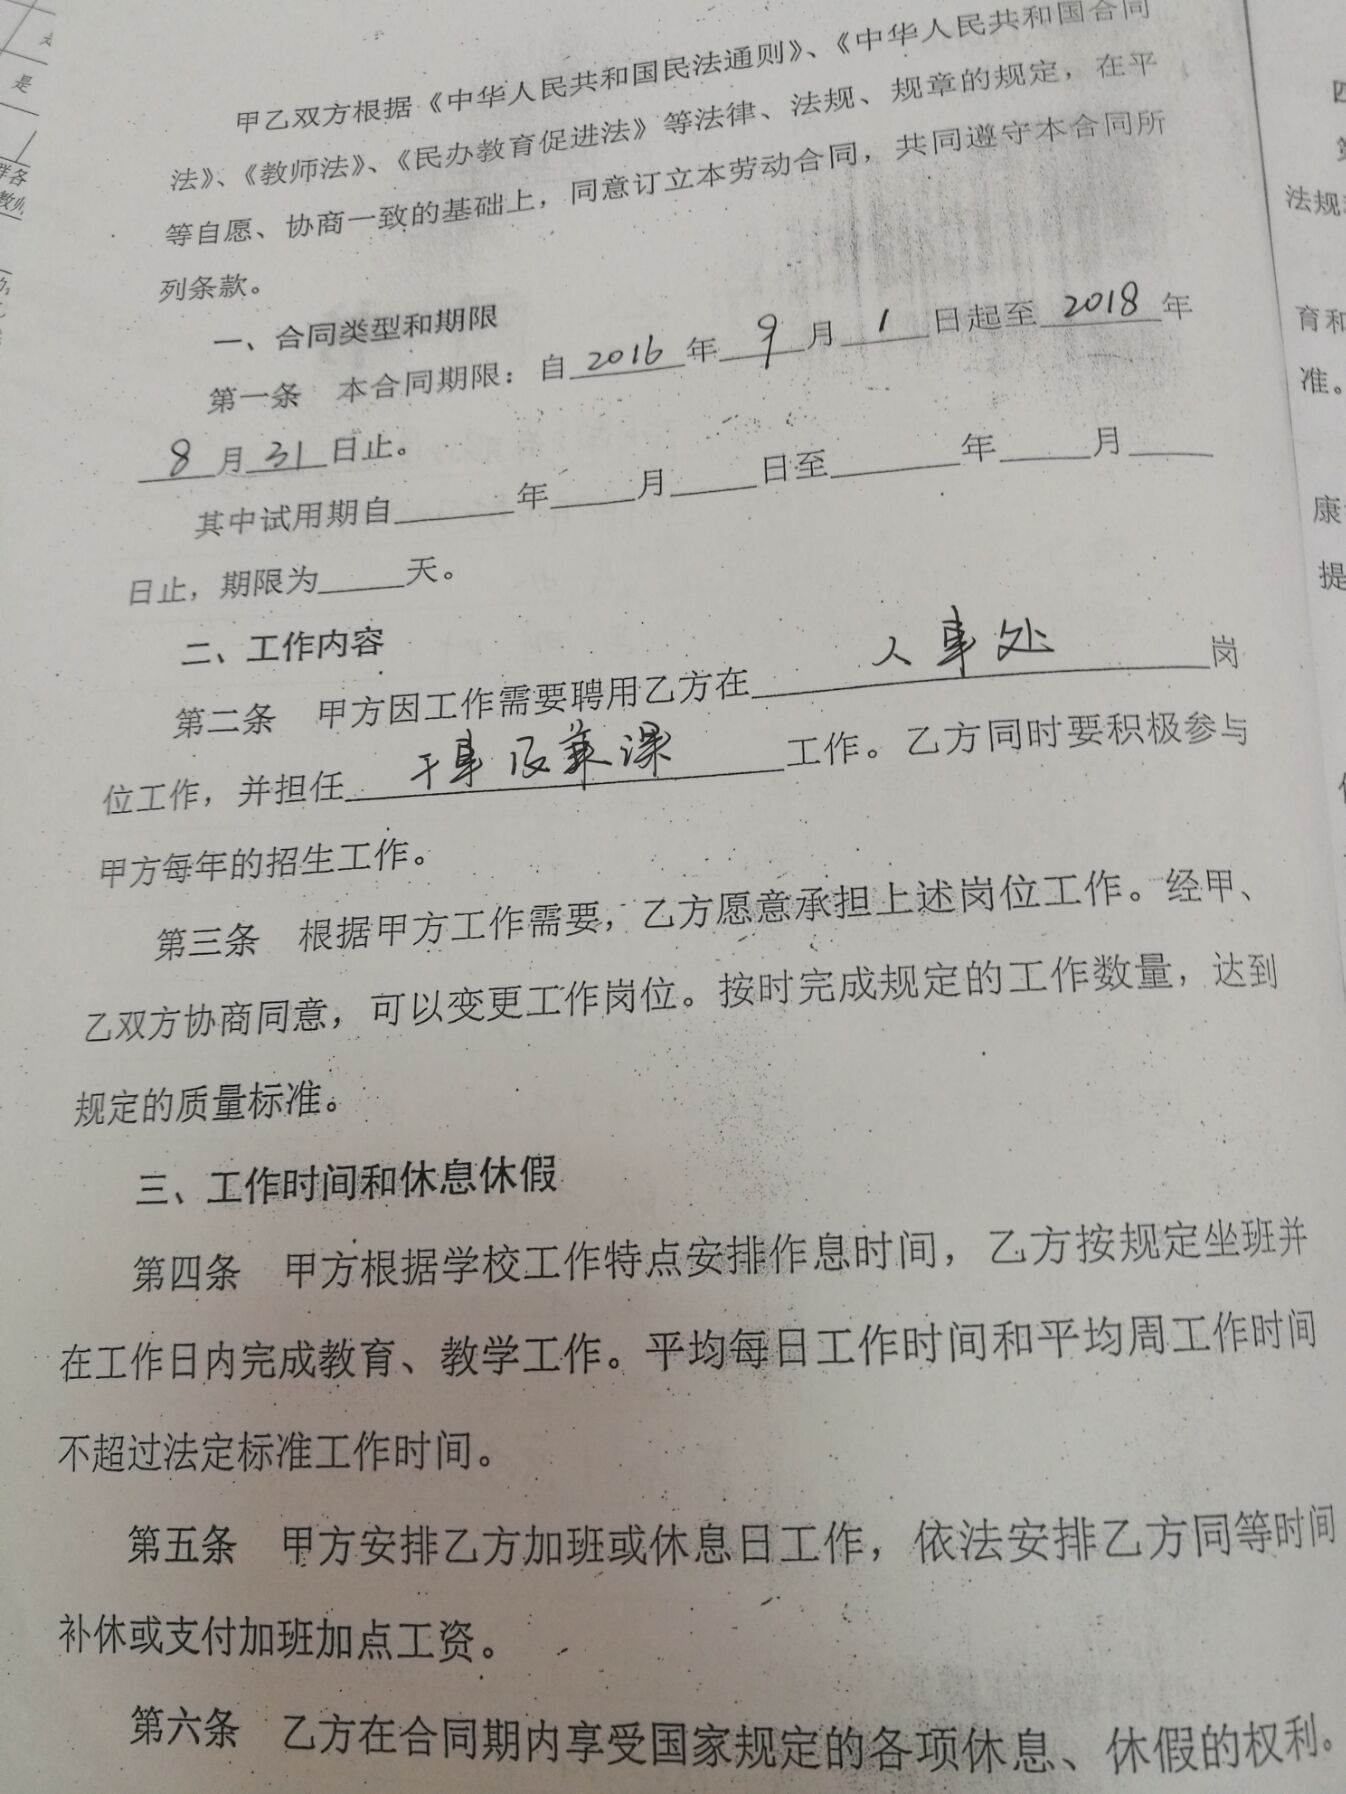 甲乙双方根据《中华人民共和国民法通则》、《中华人民共和国合同
法》、《教师法》、《民办教育促进法》等法律、法规、规章的规定，在平
等自愿、协商一致的基础上，同意订立本劳动合同，共同遵守本合同所
列条款。
一、合同类型和期限
第一条 本合同期限：自2016年9月1日起至2018年
8月31日止。
其中试用期自____年____月____日至____年____月____
日止，期限为____天。
二、工作内容
第二条 甲方因工作需要聘用乙方在人事处岗
位工作，并担任干事及兼课工作。乙方同时要积极参与
甲方每年的招生工作。
第三条 根据甲方工作需要，乙方愿意承担上述岗位工作。经甲、
乙双方协商同意，可以变更工作岗位。按时完成规定的工作数量，达到
规定的质量标准。
三、工作时间和休息休假
第四条 甲方根据学校工作特点安排作息时间，乙方按规定坐班并
在工作日内完成教育、教学工作。平均每日工作时间和平均周工作时间
不超过法定标准工作时间。
第五条 甲方安排乙方加班或休息日工作，依法安排乙方同等时间
补休或支付加班加点工资。
第六条 乙方在合同期内享受国家规定的各项休息、休假的权利。
是
法规
育和
准。
康
提